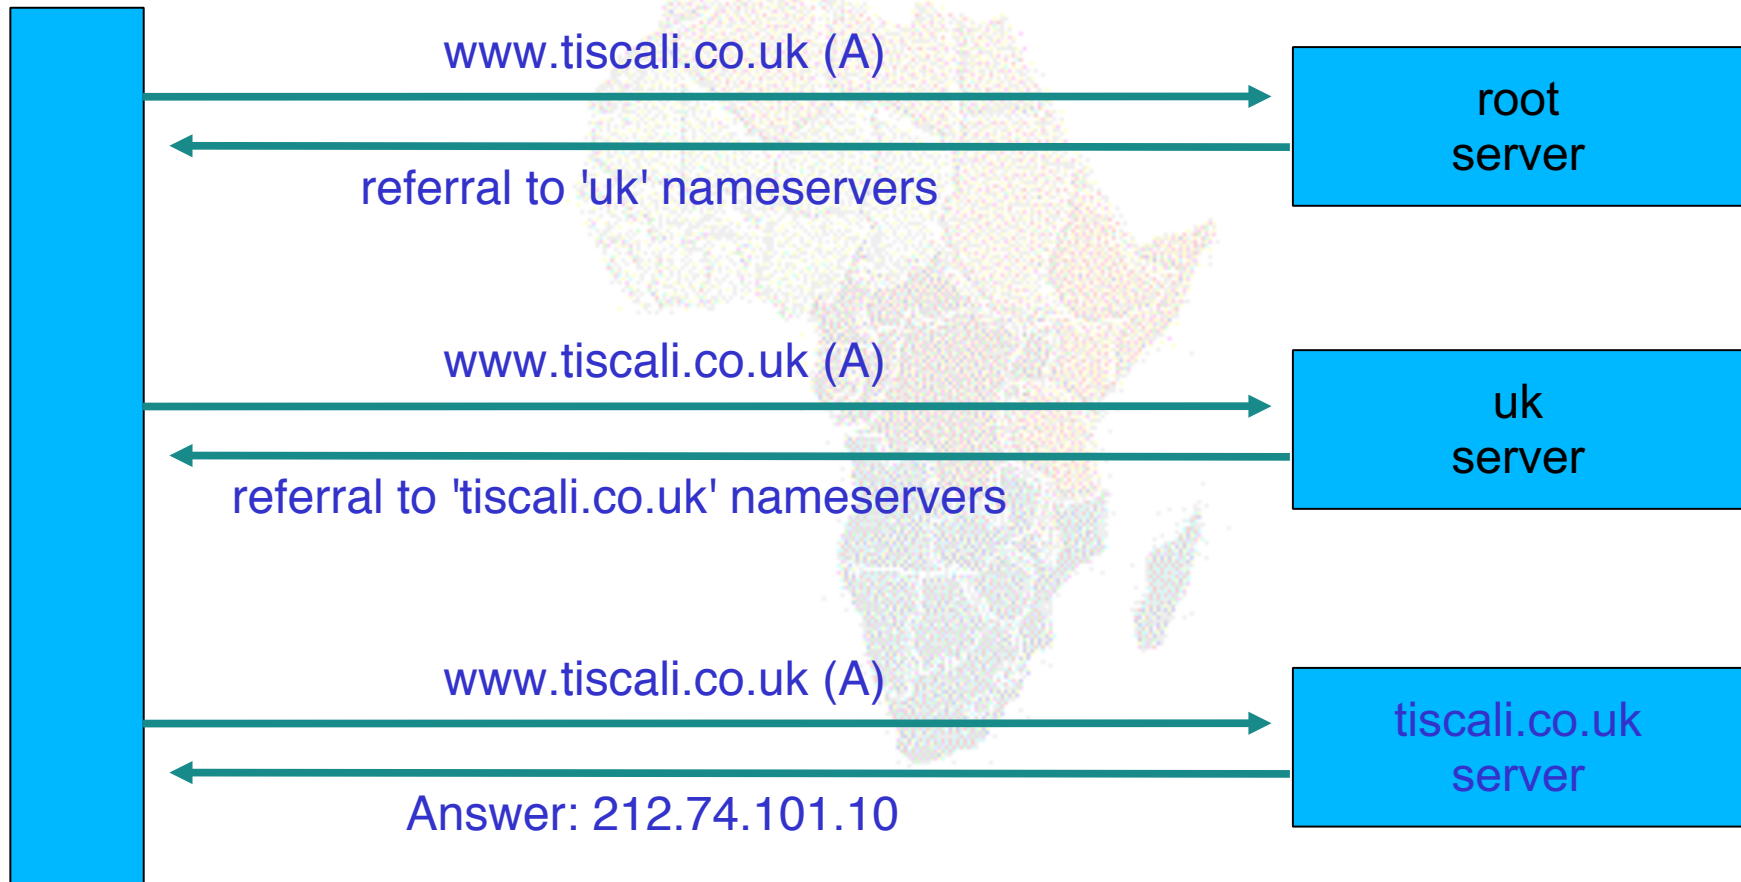 www.tiscali.co.uk (A)
root
server
referral to 'uk' nameservers
www.tiscali.co.uk (A)
uk
server
referral to 'tiscali.co.uk' nameservers
www.tiscali.co.uk (A)
tiscali.co.uk
server
Answer: 212.74.101.10